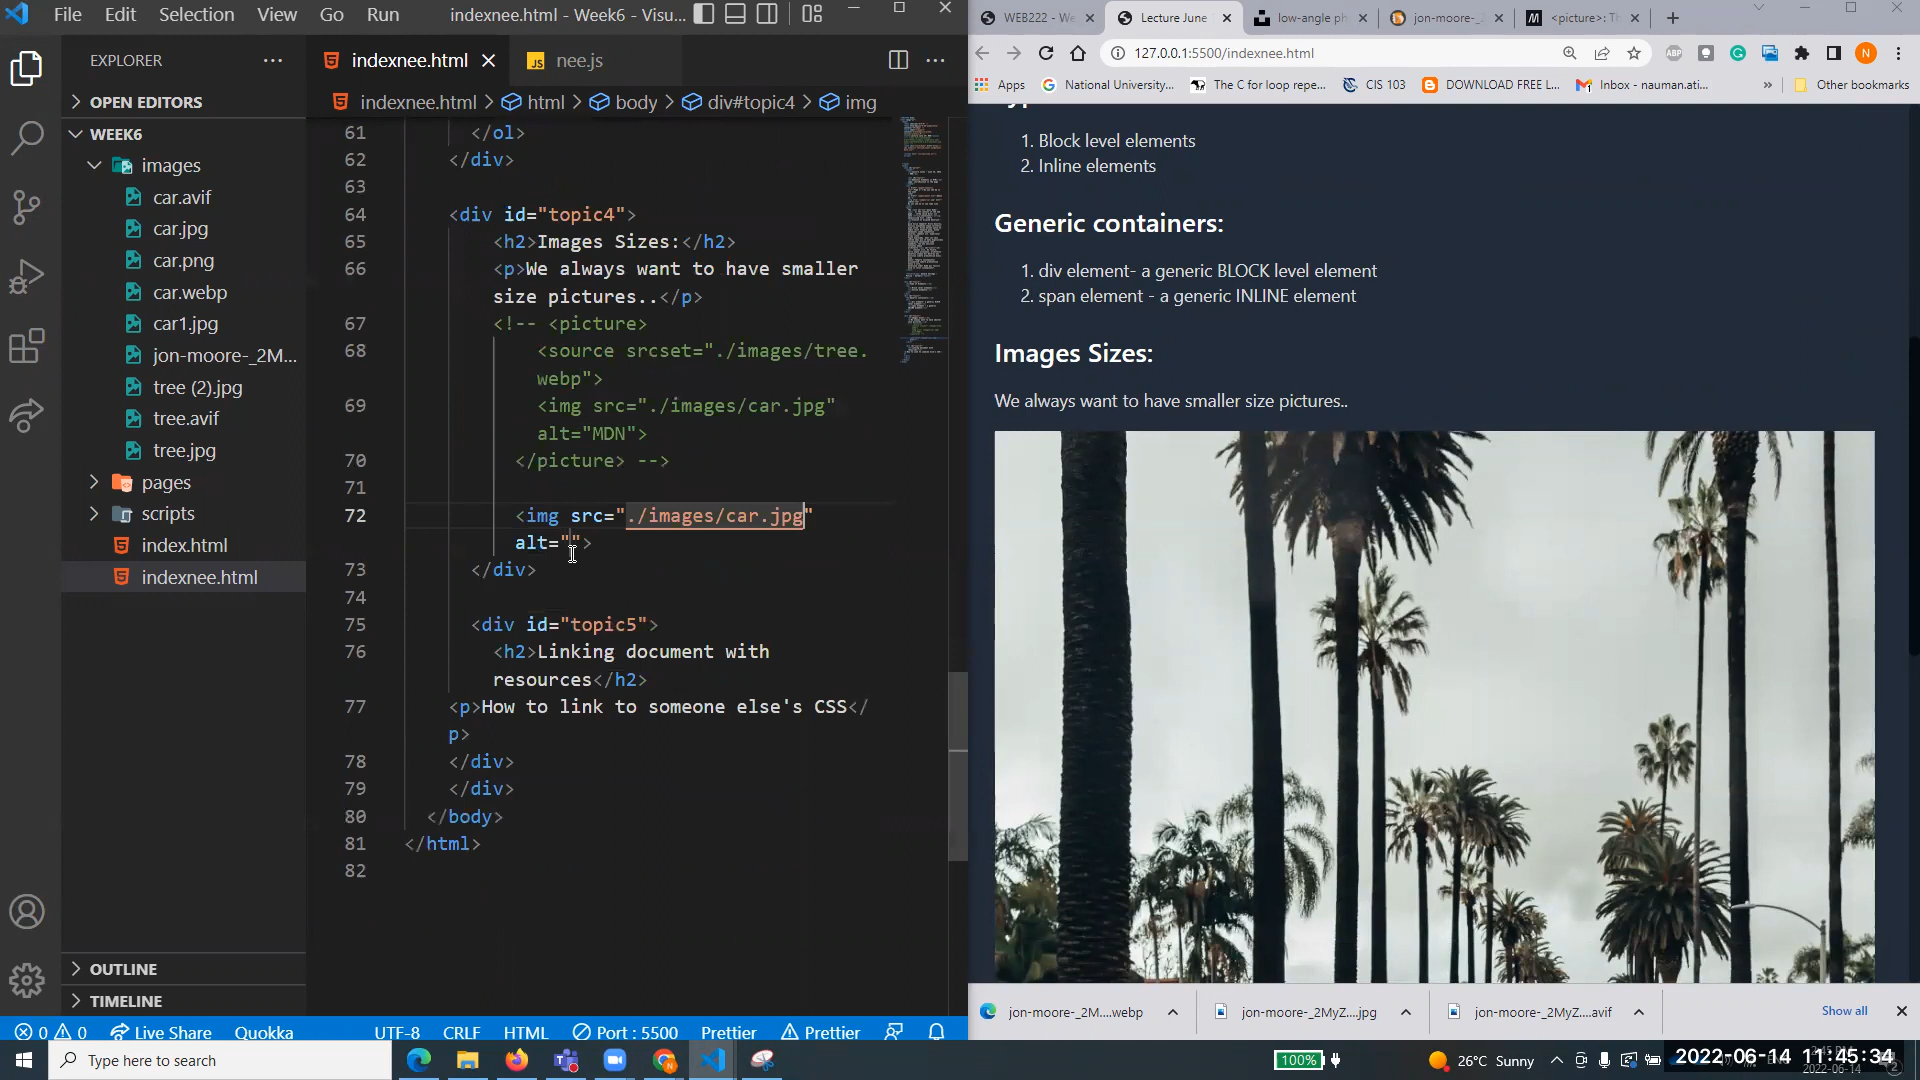 File Edit Selection View Go Run indexnee.html - Week6 - Visu...
EXPLORER
OPEN EDITORS
WEEK6
images
car.avif
car.jpg
car.png
car.webp
car1.jpg
jon-moore-_2M...
tree (2).jpg
tree.avif
tree.jpg
pages
scripts
index.html
indexnee.html
OUTLINE
TIMELINE
indexnee.html nee.js
indexnee.html > html > body > div#topic4 > img
61 </ol>
62 </div>
63
64 <div id="topic4">
65 <h2>Images Sizes:</h2>
66 <p>We always want to have smaller
size pictures..</p>
67 <!-- <picture>
68 <source srcset="./images/tree.
webp">
69 <img src="./images/car.jpg"
alt="MDN">
70 </picture> -->
71
72 <img src="./images/car.jpg"
alt="">
73 </div>
74
75 <div id="topic5">
76 <h2>Linking document with
resources</h2>
77 <p>How to link to someone else's CSS</
p>
78 </div>
79 </div>
80 </body>
81 </html>
82
0 0 Live Share Quokka UTF-8 CRLF HTML Port : 5500 Prettier Prettier
WEB222 - We Lecture June low-angle ph jon-moore-_2 <picture>: Th
127.0.0.1:5500/indexnee.html
ABP N
Apps National University... The C for loop repe... CIS 103 DOWNLOAD FREE L... Inbox - nauman.ati... » Other bookmarks
1. Block level elements
2. Inline elements
Generic containers:
1. div element- a generic BLOCK level element
2. span element - a generic INLINE element
Images Sizes:
We always want to have smaller size pictures..
jon-moore-_2M....webp jon-moore-_2MyZ....jpg jon-moore-_2MyZ....avif Show all
Type here to search
100% 26°C Sunny 2022-06-14 11:45:34
2022-06-14